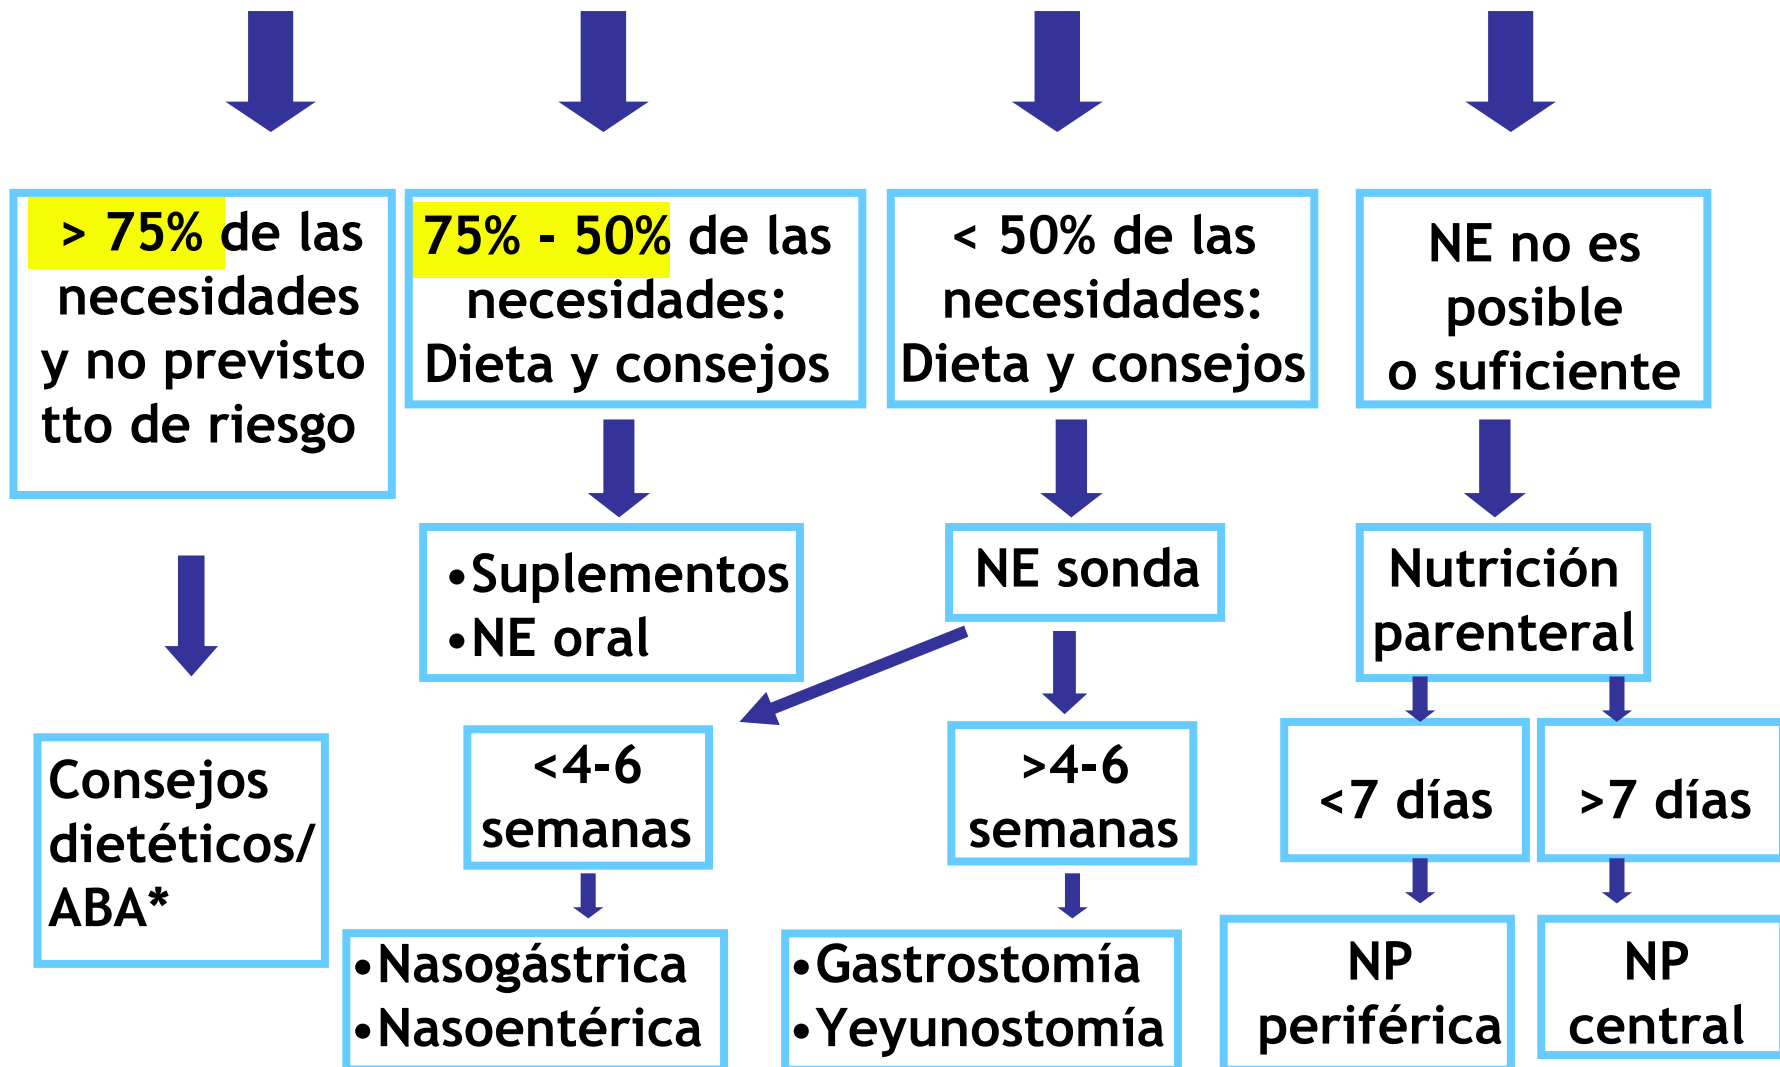 > 75% de las
necesidades
y no previsto
tto de riesgo
75% - 50% de las
necesidades:
Dieta y consejos
< 50% de las
necesidades:
Dieta y consejos
NE no es
posible
o suficiente
•Suplementos
•NE oral
NE sonda
Nutrición
parenteral
Consejos
dietéticos/
ABA*
<4-6
semanas
>4-6
semanas
<7 días
>7 días
•Nasogástrica
•Nasoentérica
•Gastrostomía
•Yeyunostomía
NP
periférica
NP
central